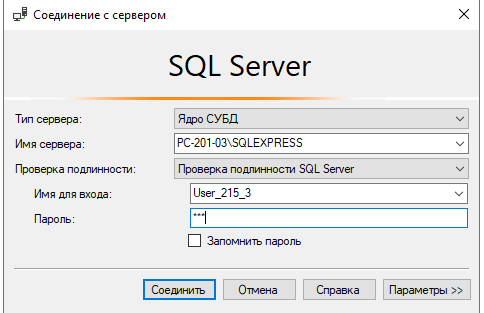 Соединение с сервером
SQL Server
Тип сервера: Ядро СУБД
Имя сервера: PC-201-03\SQLEXPRESS
Проверка подлинности: Проверка подлинности SQL Server
Имя для входа: User_215_3
Пароль: ***
Запомнить пароль
Соединить Отмена Справка Параметры >>